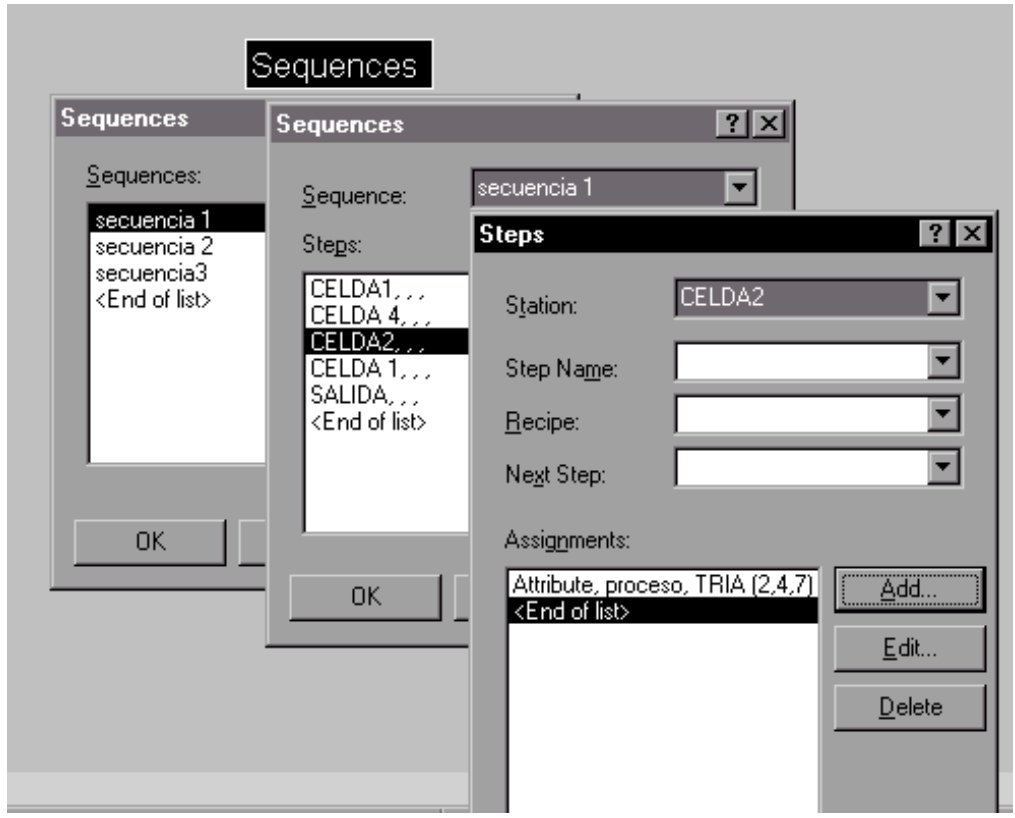 Sequences
Sequences
Sequences:
secuencia 1
secuencia 2
secuencia3
<End of list>
OK
Sequences
Sequence:
secuencia 1
Steps:
CELDA1, , ,
CELDA 4, , ,
CELDA2, , ,
CELDA 1, , ,
SALIDA, , ,
<End of list>
OK
Steps
Station:
CELDA2
Step Name:
Recipe:
Next Step:
Assignments:
Attribute, proceso, TRIA (2,4,7)
<End of list>
Add...
Edit...
Delete